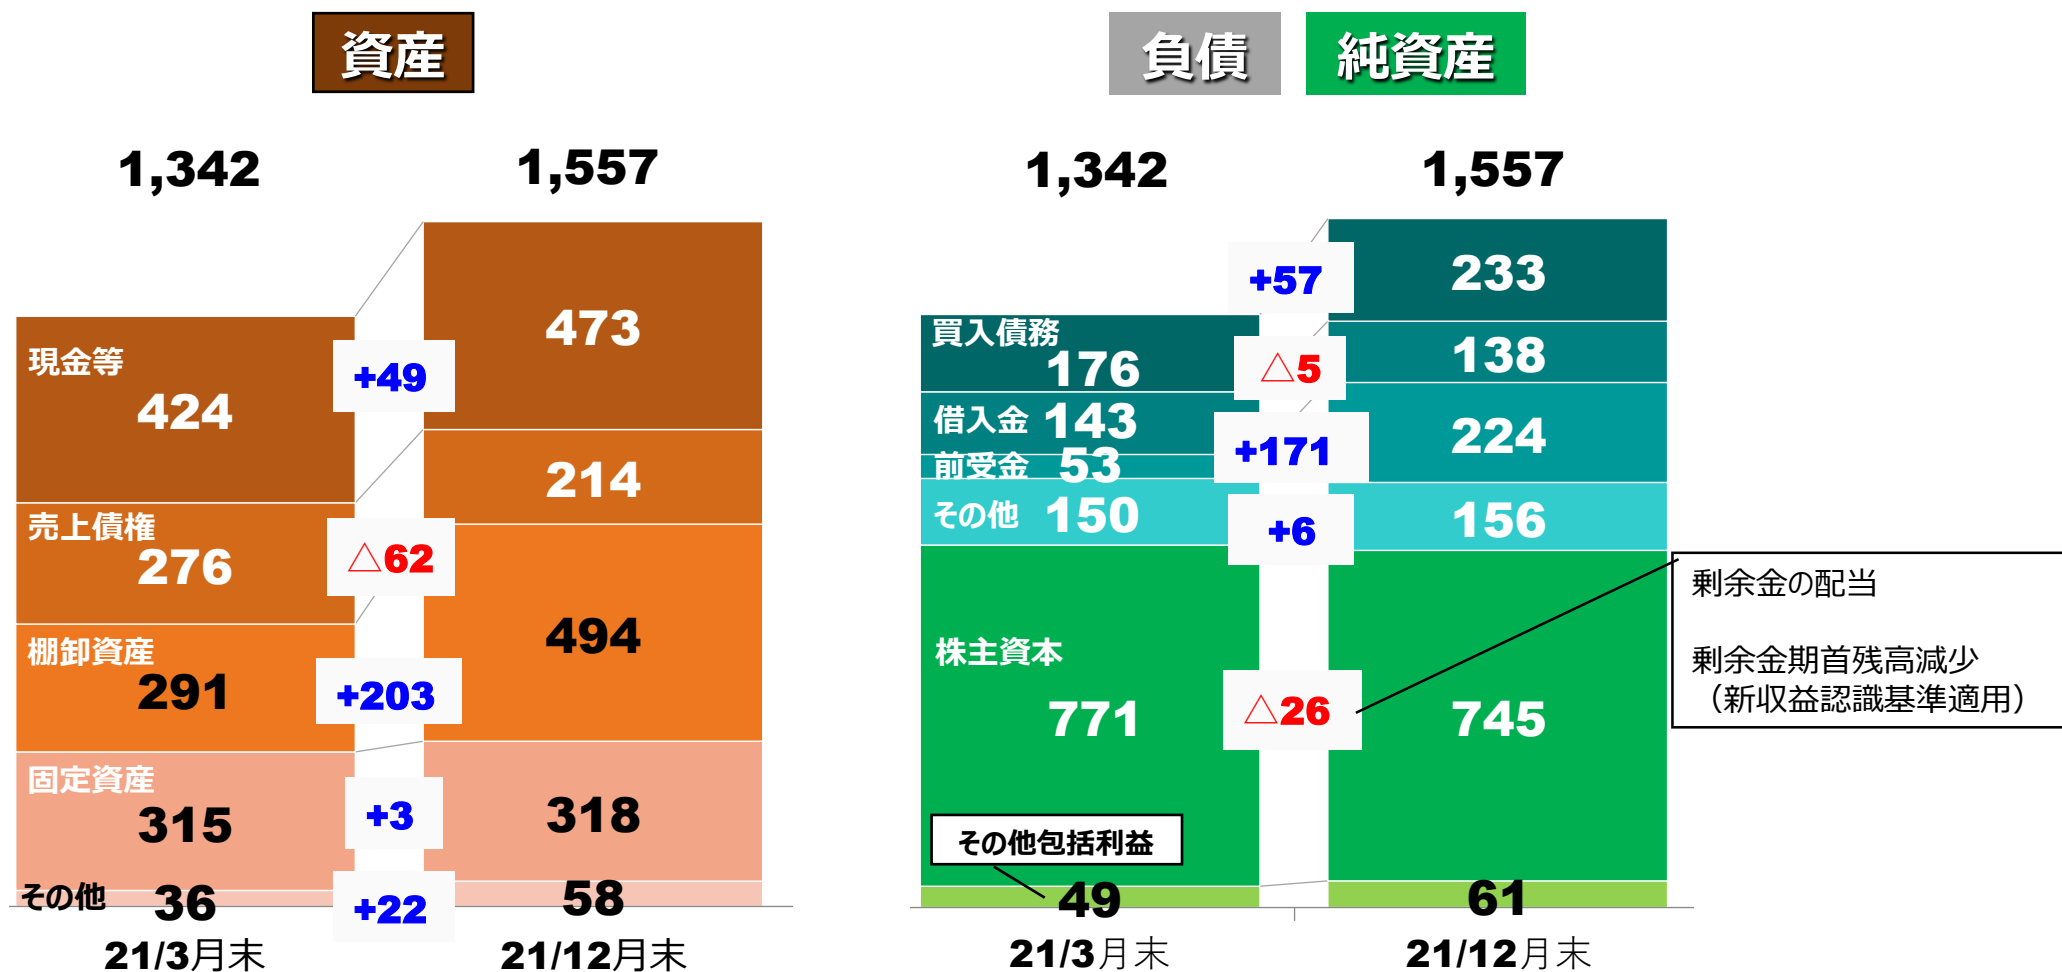 資産
1,342
1,557
現金等
424
+49
473
売上債権
276
△62
214
棚卸資産
291
+203
494
固定資産
315
+3
318
その他
36
+22
58
21/3月末
21/12月末
負債
純資産
1,342
1,557
買入債務
176
+57
233
借入金
143
△5
138
前受金
53
+171
224
その他
150
+6
156
株主資本
771
△26
745
剰余金の配当
剰余金期首残高減少
（新収益認識基準適用）
その他包括利益
49
61
21/3月末
21/12月末